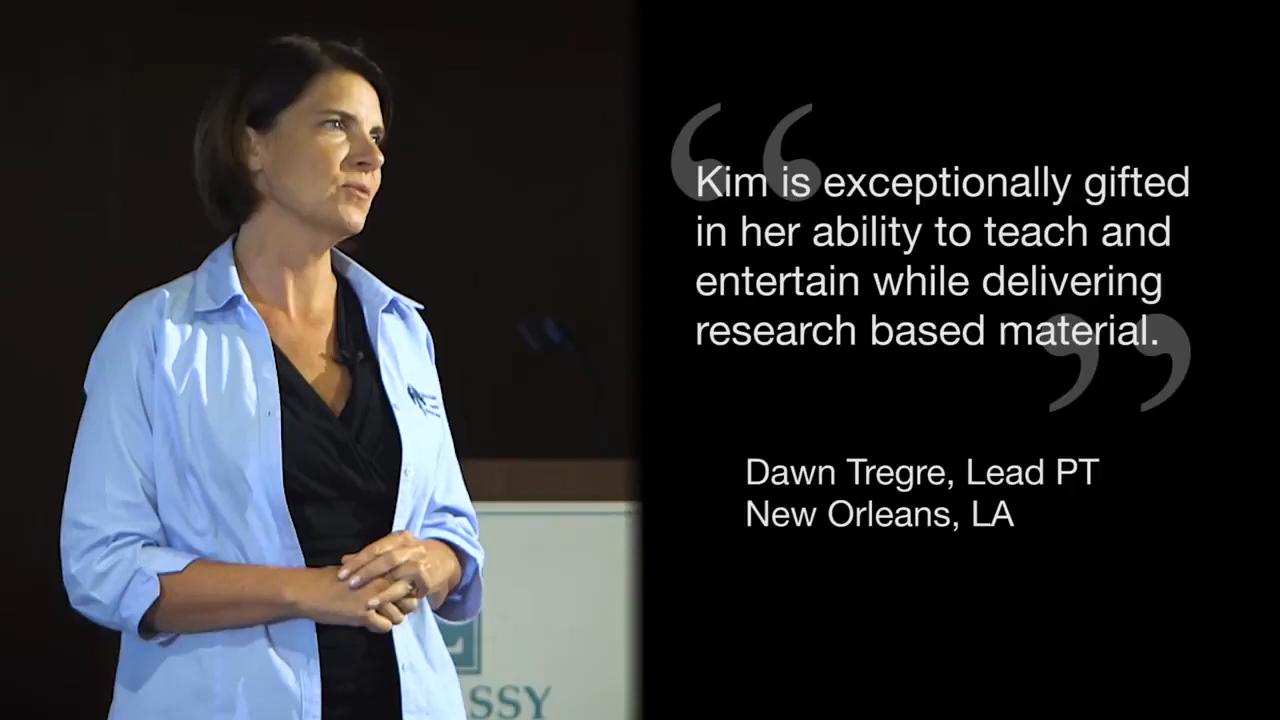 Kim is exceptionally gifted
in her ability to teach and
entertain while delivering
research based material.
Dawn Tregre, Lead PT
New Orleans, LA
SSY